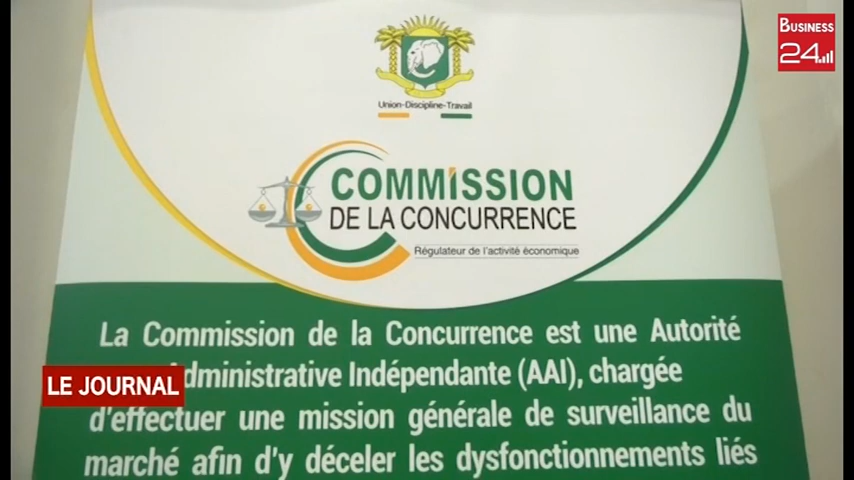 BUSINESS
24
Union-Discipline-Travail
COMMISSION
DE LA CONCURRENCE
Régulateur de l'activité économique
La Commission de la Concurrence est une Autorité
dministrative Indépendante (AAI), chargée
LE JOURNAL
d'effectuer une mission générale de surveillance du
marché afin d'y déceler les dysfonctionnements liés